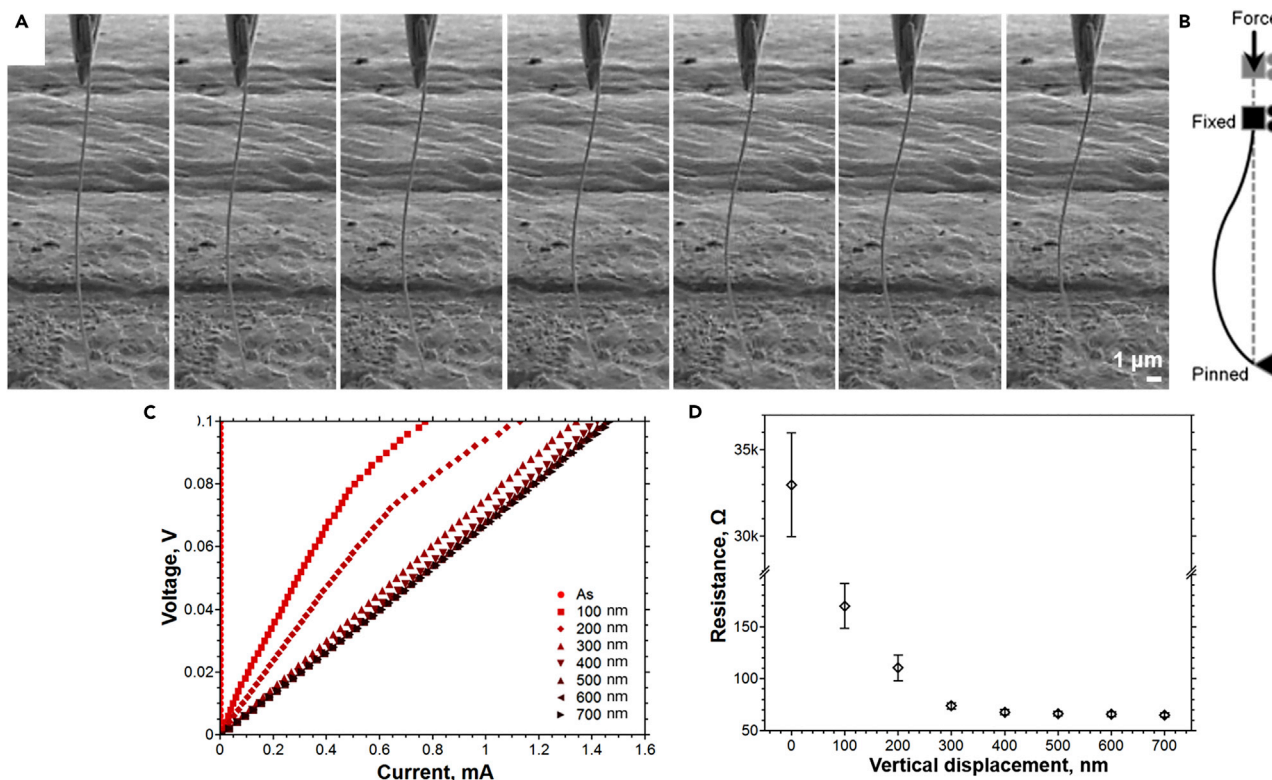 A
1 µm
B
Force
Fixed
Pinned
C
Voltage, V
0.1
0.08
0.06
0.04
0.02
0
As
100 nm
200 nm
300 nm
400 nm
500 nm
600 nm
700 nm
0 0.2 0.4 0.6 0.8 1 1.2 1.4 1.6
Current, mA
D
Resistance, Ω
35k
30k
150
100
50
0 100 200 300 400 500 600 700
Vertical displacement, nm